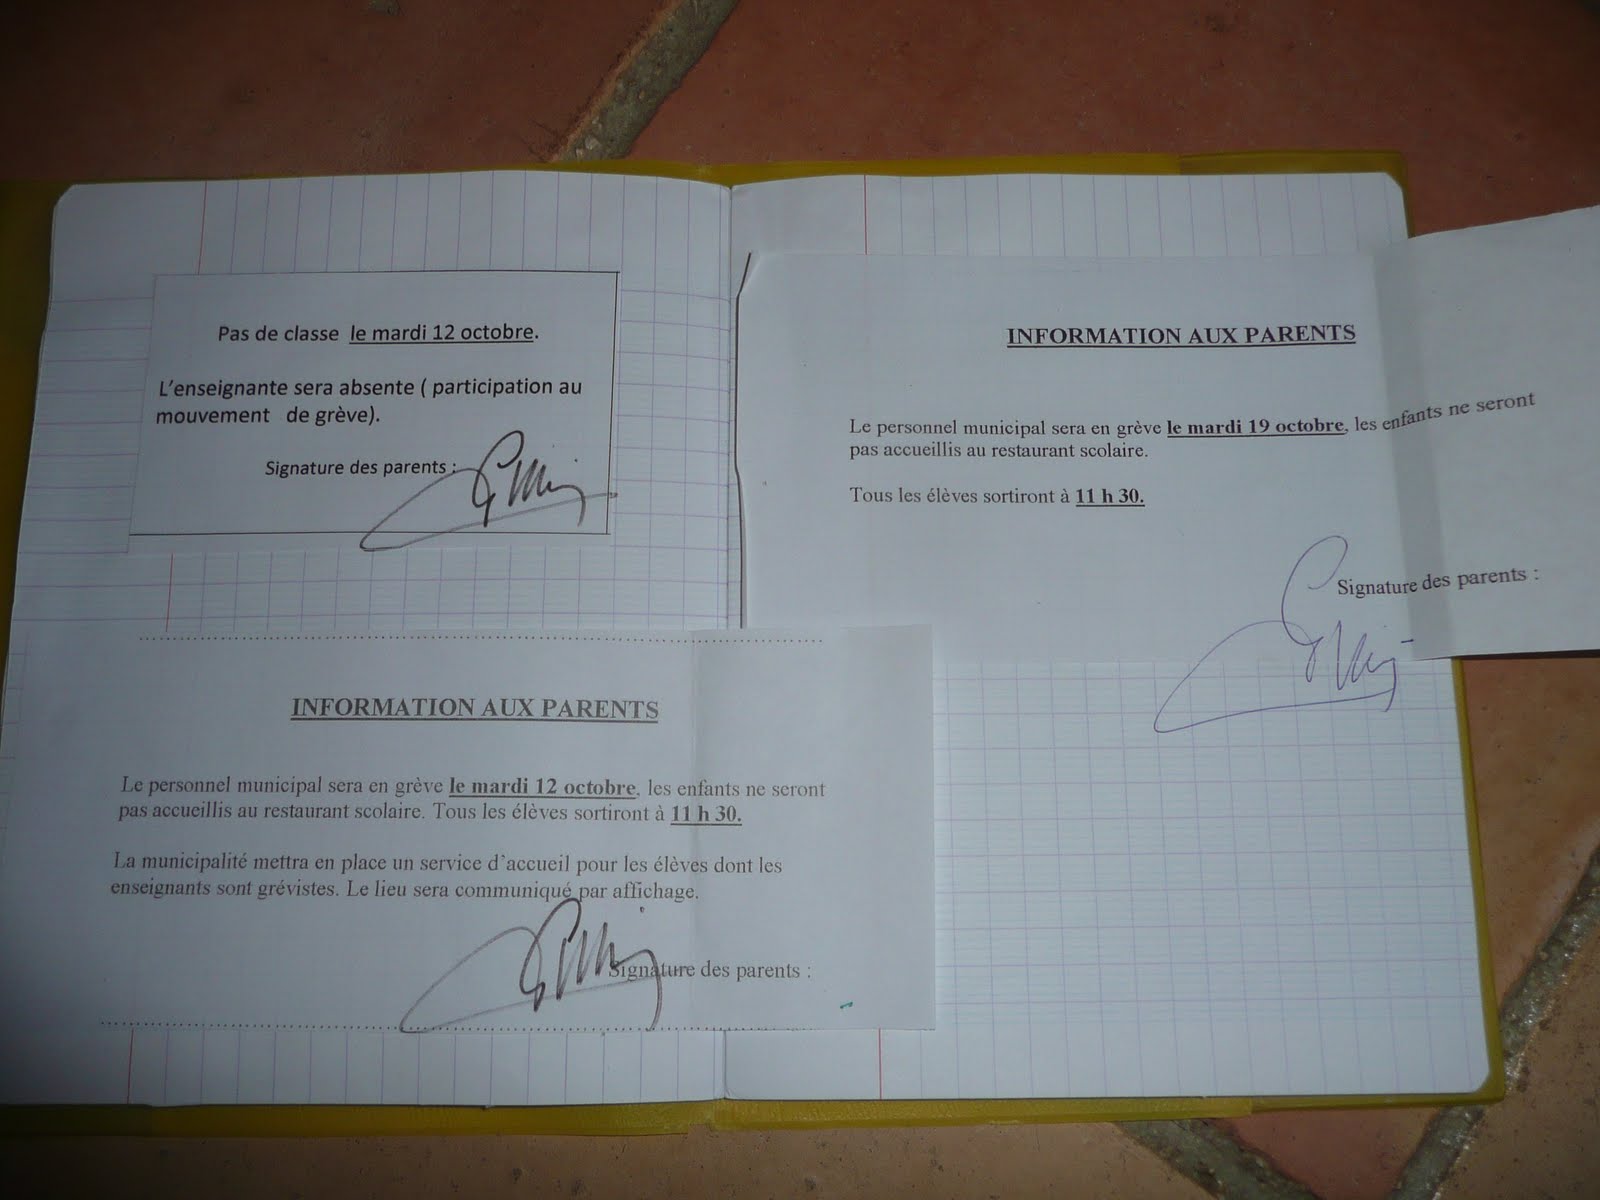 Pas de classe le mardi 12 octobre.
L'enseignante sera absente ( participation au
mouvement de grève).
Signature des parents :
INFORMATION AUX PARENTS
Le personnel municipal sera en grève le mardi 12 octobre, les enfants ne seront
pas accueillis au restaurant scolaire. Tous les élèves sortiront à 11 h 30.
La municipalité mettra en place un service d'accueil pour les élèves dont les
enseignants sont grévistes. Le lieu sera communiqué par affichage.
Signature des parents :
INFORMATION AUX PARENTS
Le personnel municipal sera en grève le mardi 19 octobre, les enfants ne seront
pas accueillis au restaurant scolaire.
Tous les élèves sortiront à 11 h 30.
Signature des parents :